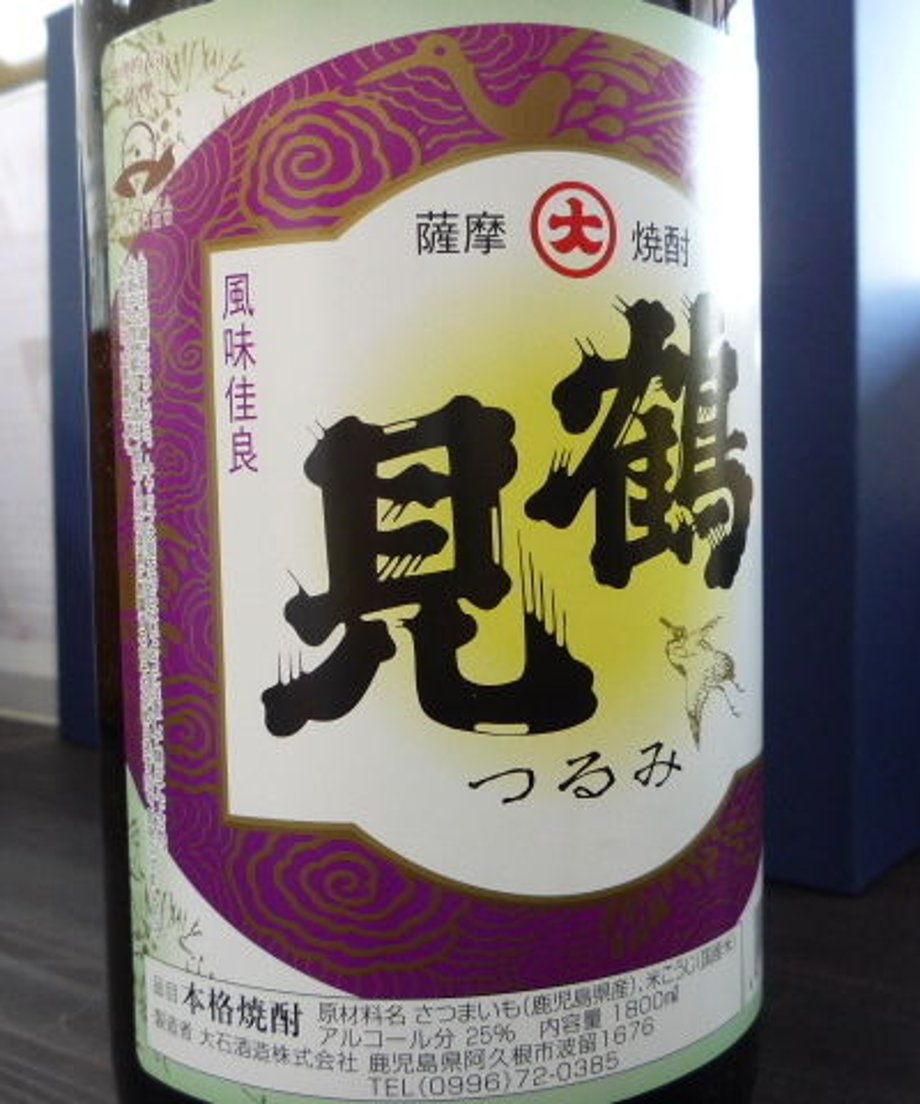 薩摩 大 焼酎
風味佳良
鶴見
つるみ
品目 本格焼酎
原材料名 さつまいも(鹿児島県産)、米こうじ(国産米)
アルコール分 25% 内容量 1800ml
製造者 大石酒造株式会社 鹿児島県阿久根市波留1676
TEL(0996)72-0385